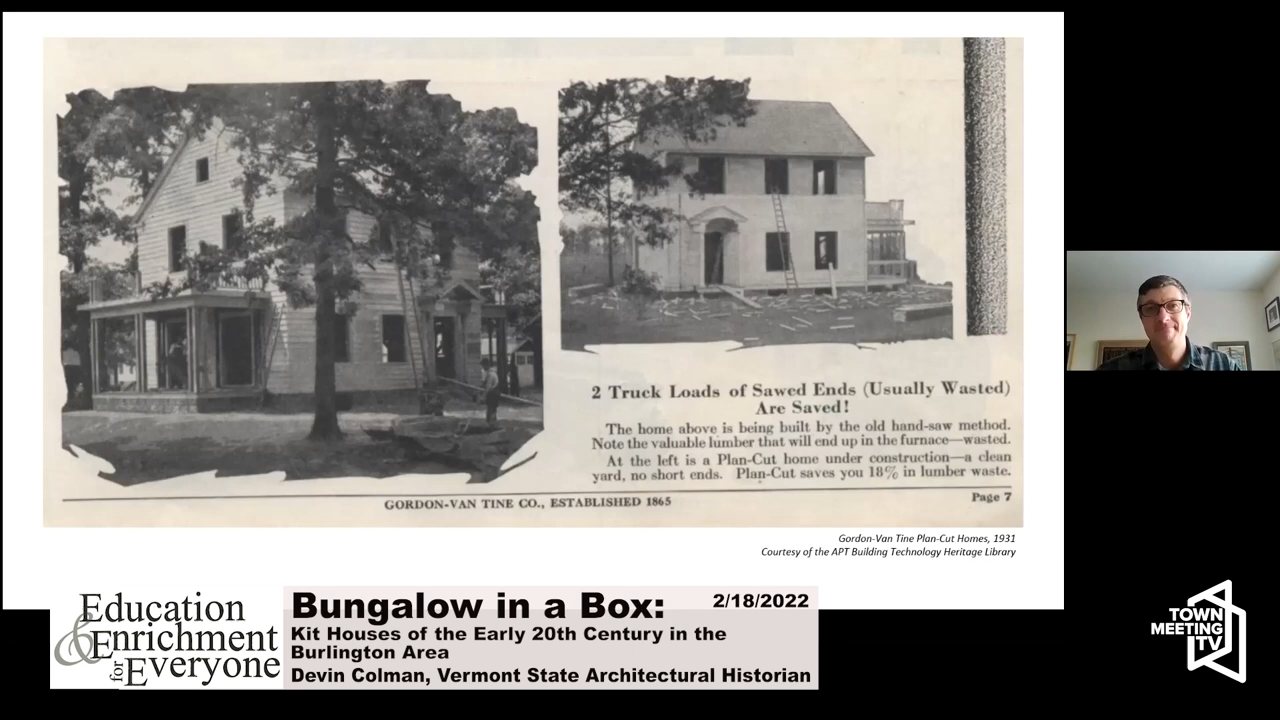 2 Truck Loads of Sawed Ends (Usually Wasted)
Are Saved!
The home above is being built by the old hand-saw method.
Note the valuable lumber that will end up in the furnace—wasted.
At the left is a Plan-Cut home under construction—a clean
yard, no short ends. Plan-Cut saves you 18% in lumber waste.
GORDON-VAN TINE CO., ESTABLISHED 1865
Page 7
Gordon-Van Tine Plan-Cut Homes, 1931
Courtesy of the APT Building Technology Heritage Library
Education
& Enrichment
for Everyone
Bungalow in a Box:
2/18/2022
Kit Houses of the Early 20th Century in the
Burlington Area
Devin Colman, Vermont State Architectural Historian
TOWN
MEETING
TV